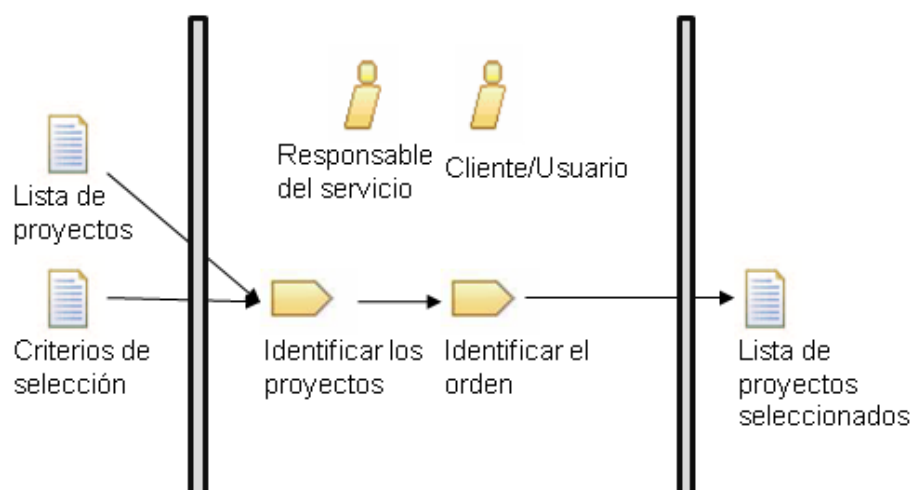 Responsable
del servicio
Cliente/Usuario
Lista de
proyectos
Criterios de
selección
Identificar los
proyectos
Identificar el
orden
Lista de
proyectos
seleccionados